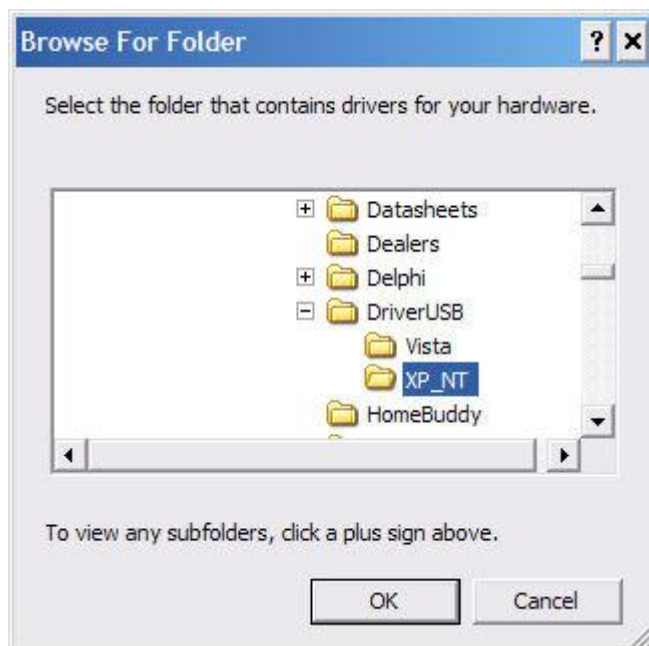 Browse For Folder
Select the folder that contains drivers for your hardware.
Datasheets
Dealers
Delphi
DriverUSB
Vista
XP_NT
HomeBuddy
To view any subfolders, click a plus sign above.
OK Cancel